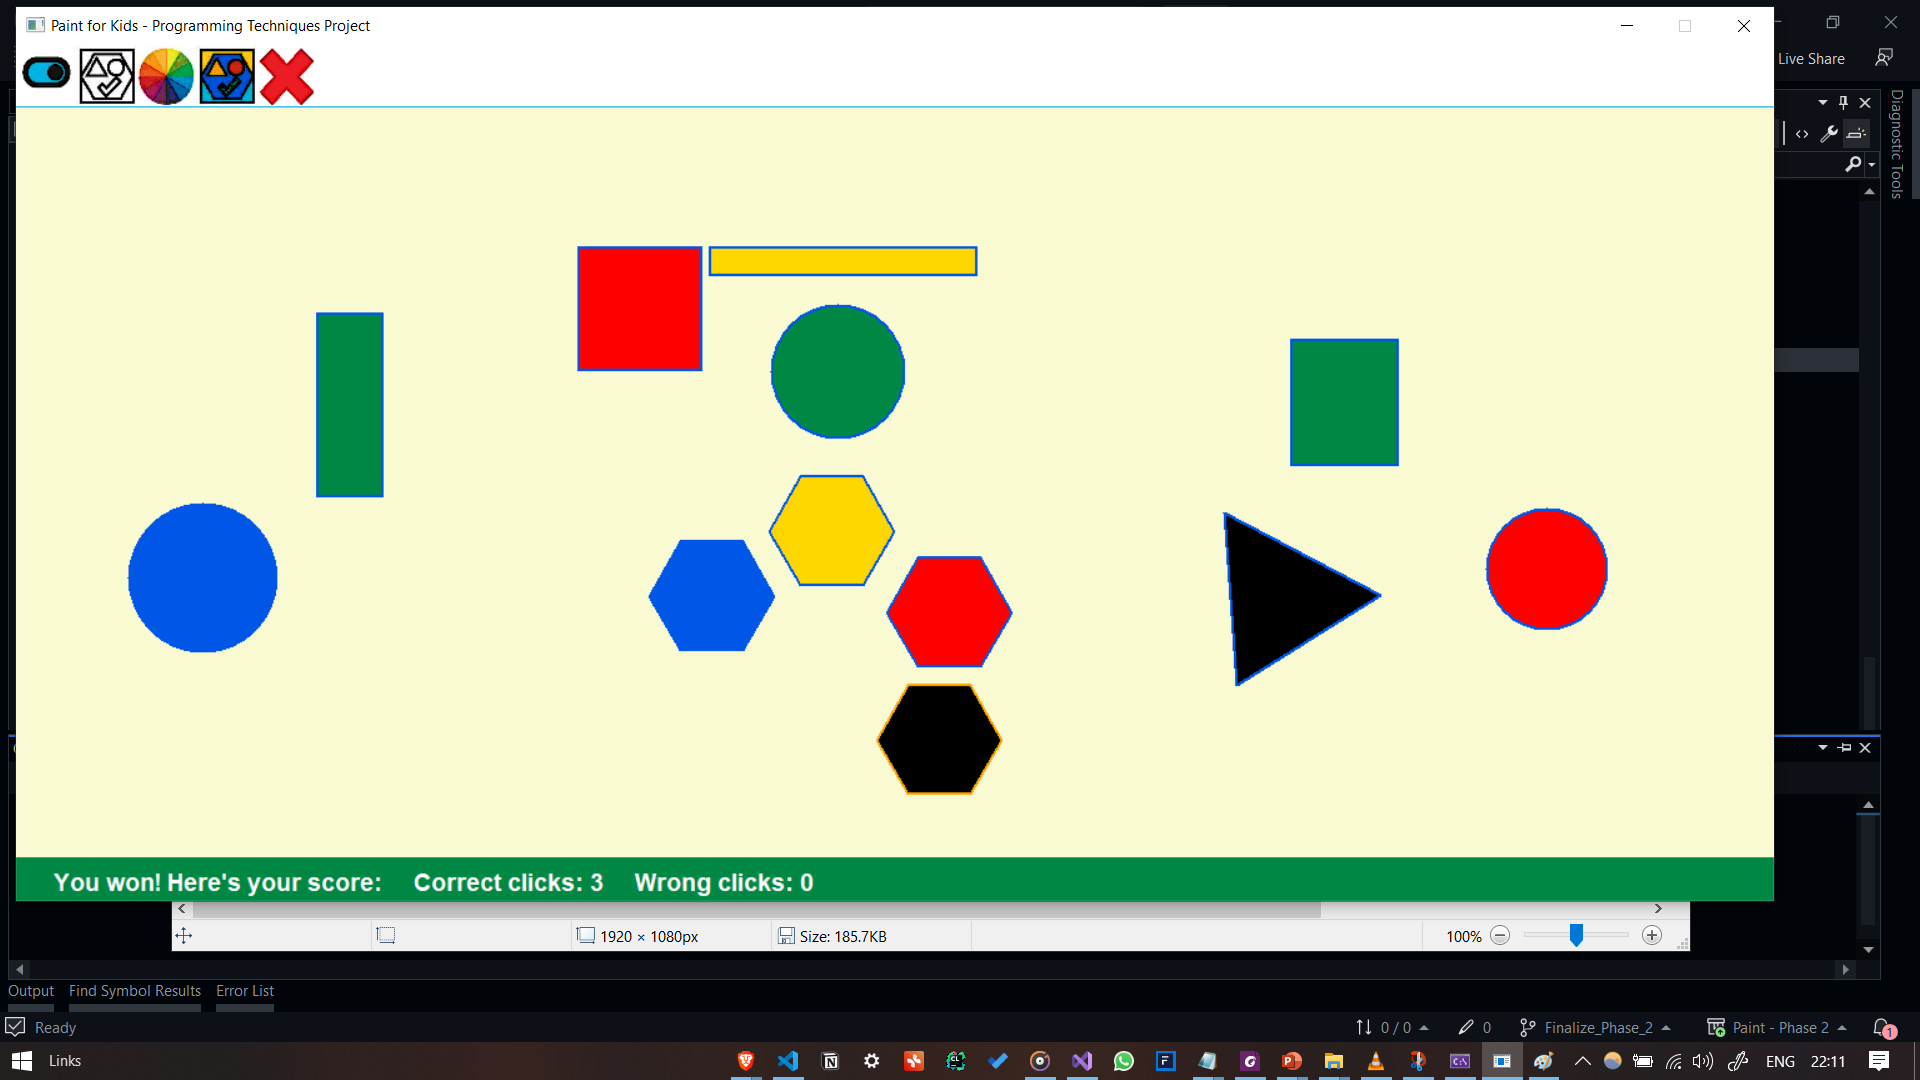 Paint for Kids - Programming Techniques Project
Live Share
Diagnostic Tools
You won! Here's your score: Correct clicks: 3 Wrong clicks: 0
1920 × 1080px
Size: 185.7KB
100%
Output Find Symbol Results Error List
Ready
0 / 0
0
Finalize_Phase_2
Paint - Phase 2
1
Links
ENG
22:11